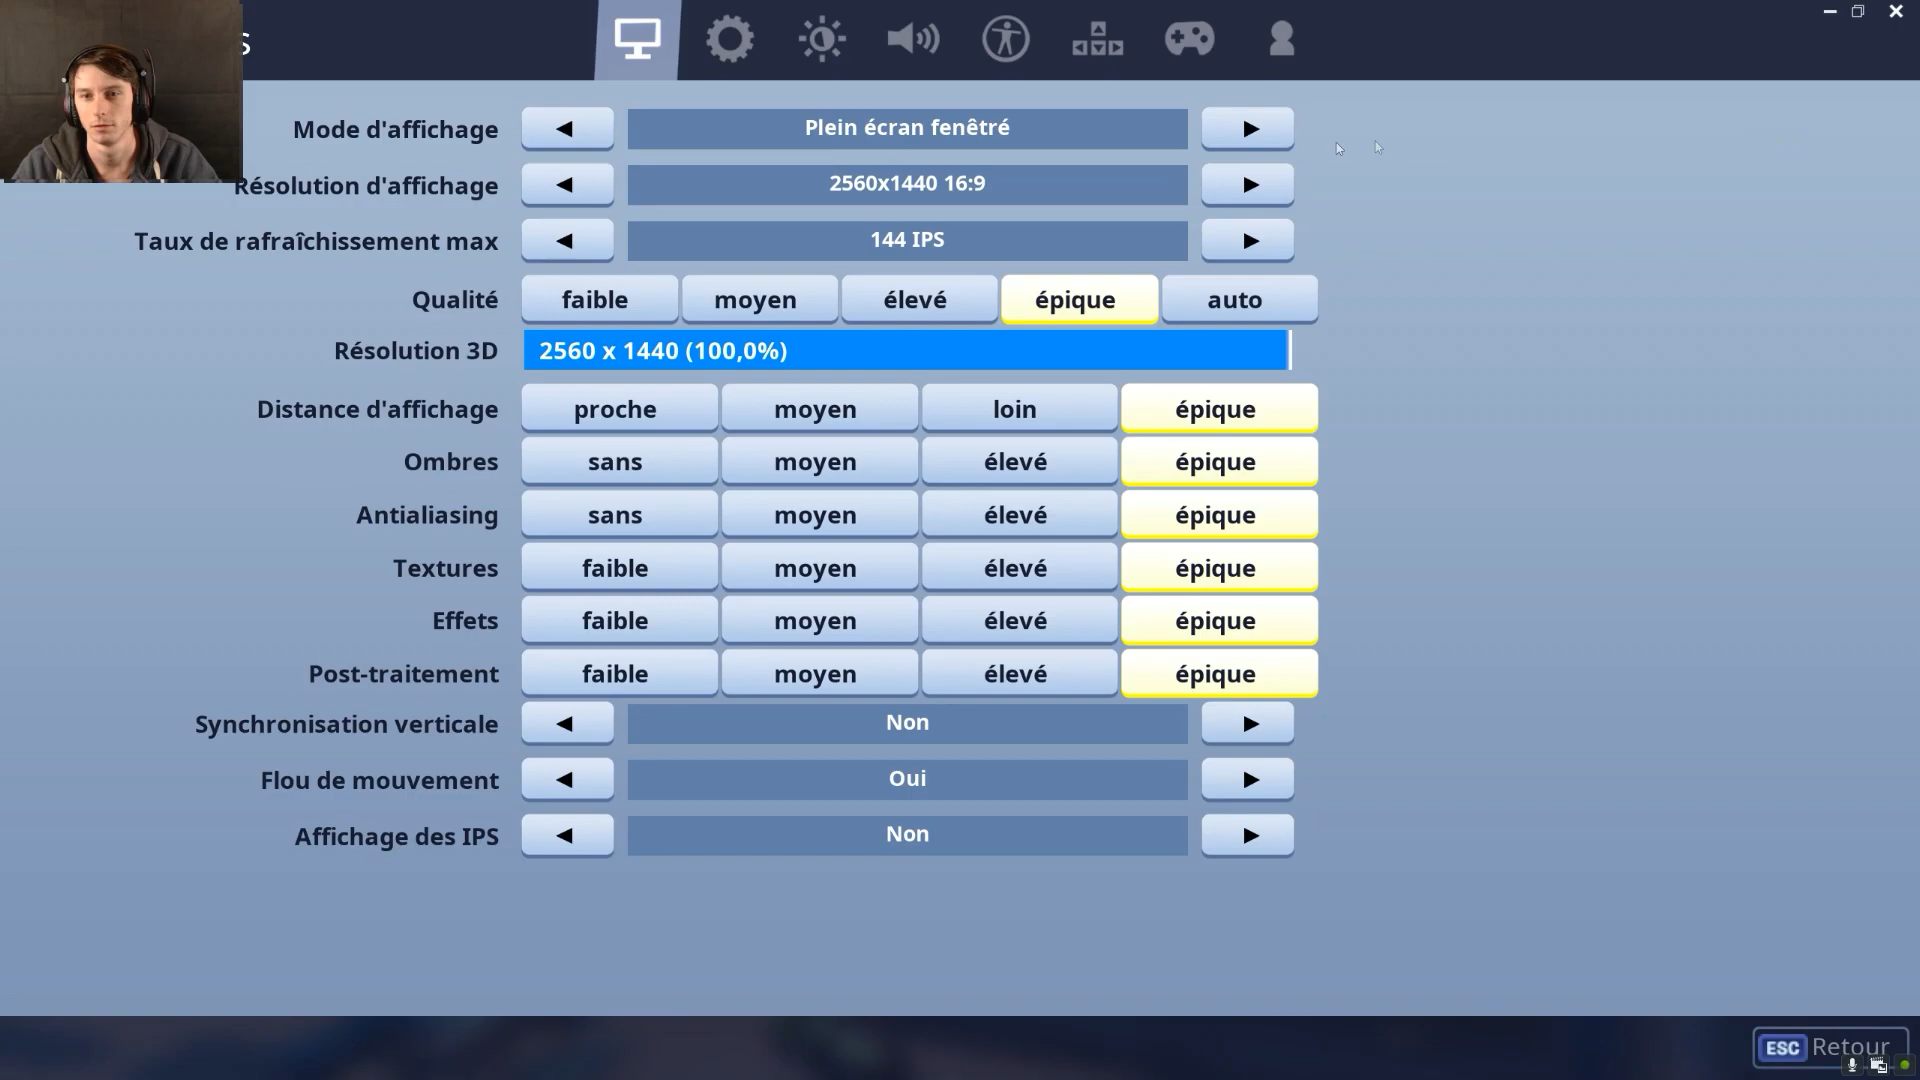 s
Mode d'affichage ◀ Plein écran fenêtré ▶
Résolution d'affichage ◀ 2560x1440 16:9 ▶
Taux de rafraîchissement max ◀ 144 IPS ▶
Qualité faible moyen élevé épique auto
Résolution 3D 2560 x 1440 (100,0%)
Distance d'affichage proche moyen loin épique
Ombres sans moyen élevé épique
Antialiasing sans moyen élevé épique
Textures faible moyen élevé épique
Effets faible moyen élevé épique
Post-traitement faible moyen élevé épique
Synchronisation verticale ◀ Non ▶
Flou de mouvement ◀ Oui ▶
Affichage des IPS ◀ Non ▶
ESC Retour